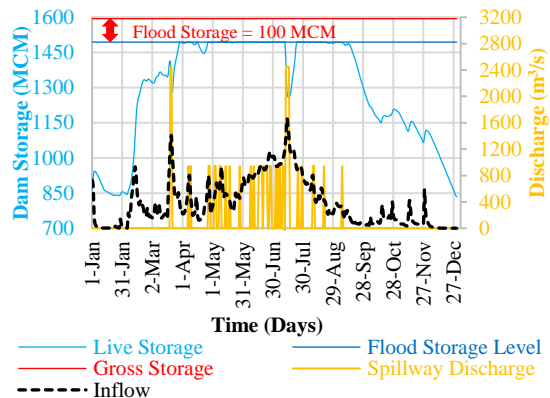 Flood Storage = 100 MCM
Dam Storage (MCM)
1600
1450
1300
1150
1000
850
700
Discharge (m³/s)
3200
2800
2400
2000
1600
1200
800
400
0
1-Jan
31-Jan
2-Mar
1-Apr
1-May
31-May
30-Jun
30-Jul
29-Aug
28-Sep
28-Oct
27-Nov
27-Dec
Time (Days)
Live Storage
Flood Storage Level
Gross Storage
Spillway Discharge
Inflow